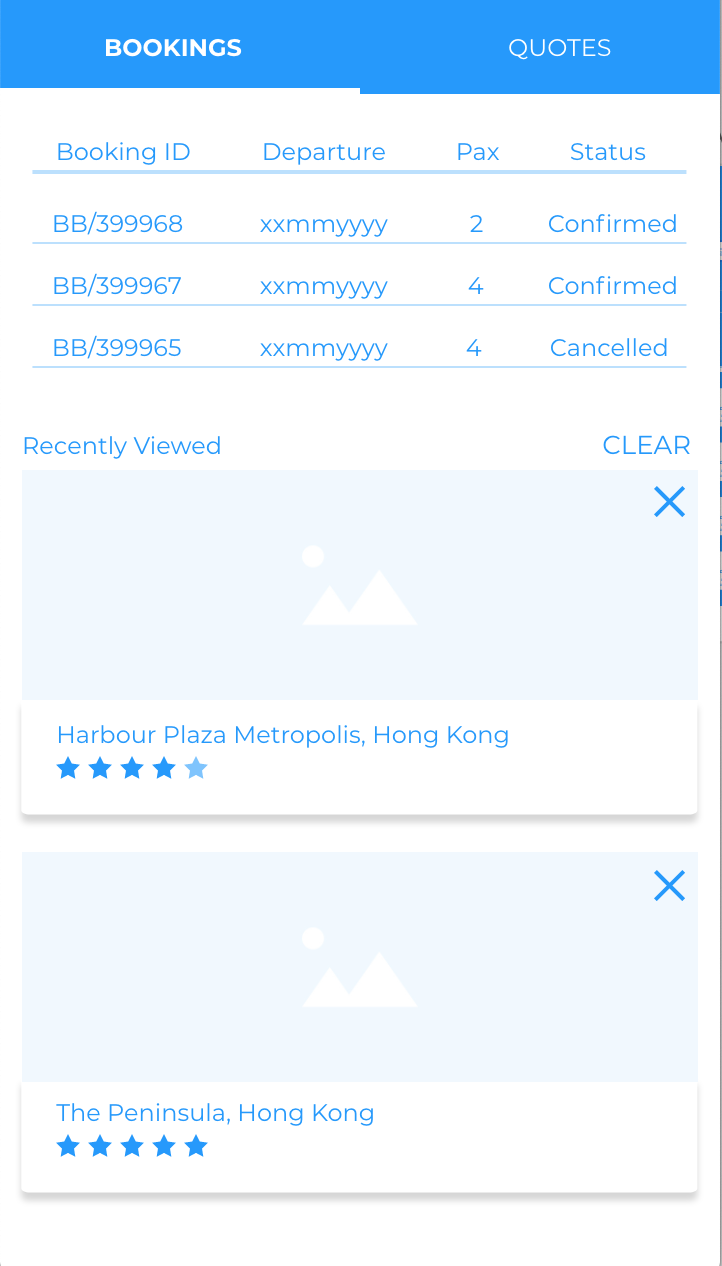 BOOKINGS QUOTES
Booking ID Departure Pax Status
BB/399968 xxmmyyyy 2 Confirmed
BB/399967 xxmmyyyy 4 Confirmed
BB/399965 xxmmyyyy 4 Cancelled
Recently Viewed CLEAR
Harbour Plaza Metropolis, Hong Kong
The Peninsula, Hong Kong